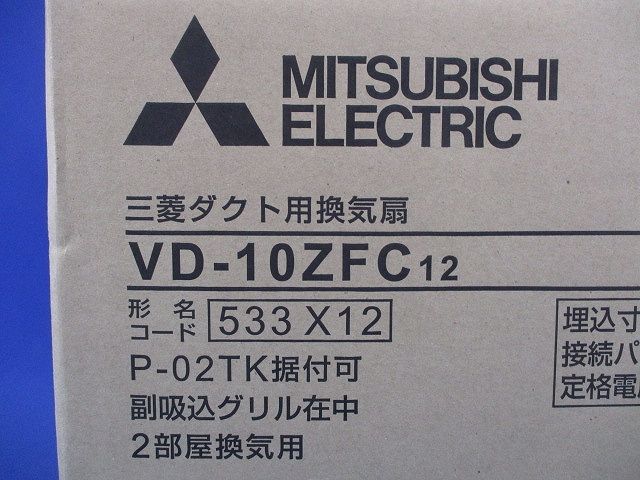 MITSUBISHI
ELECTRIC
三菱ダクト用換気扇
VD-10ZFC12
形名
コード 533X12
P-02TK据付可
副吸込グリル在中
2部屋換気用
埋込寸
接続パ
定格電